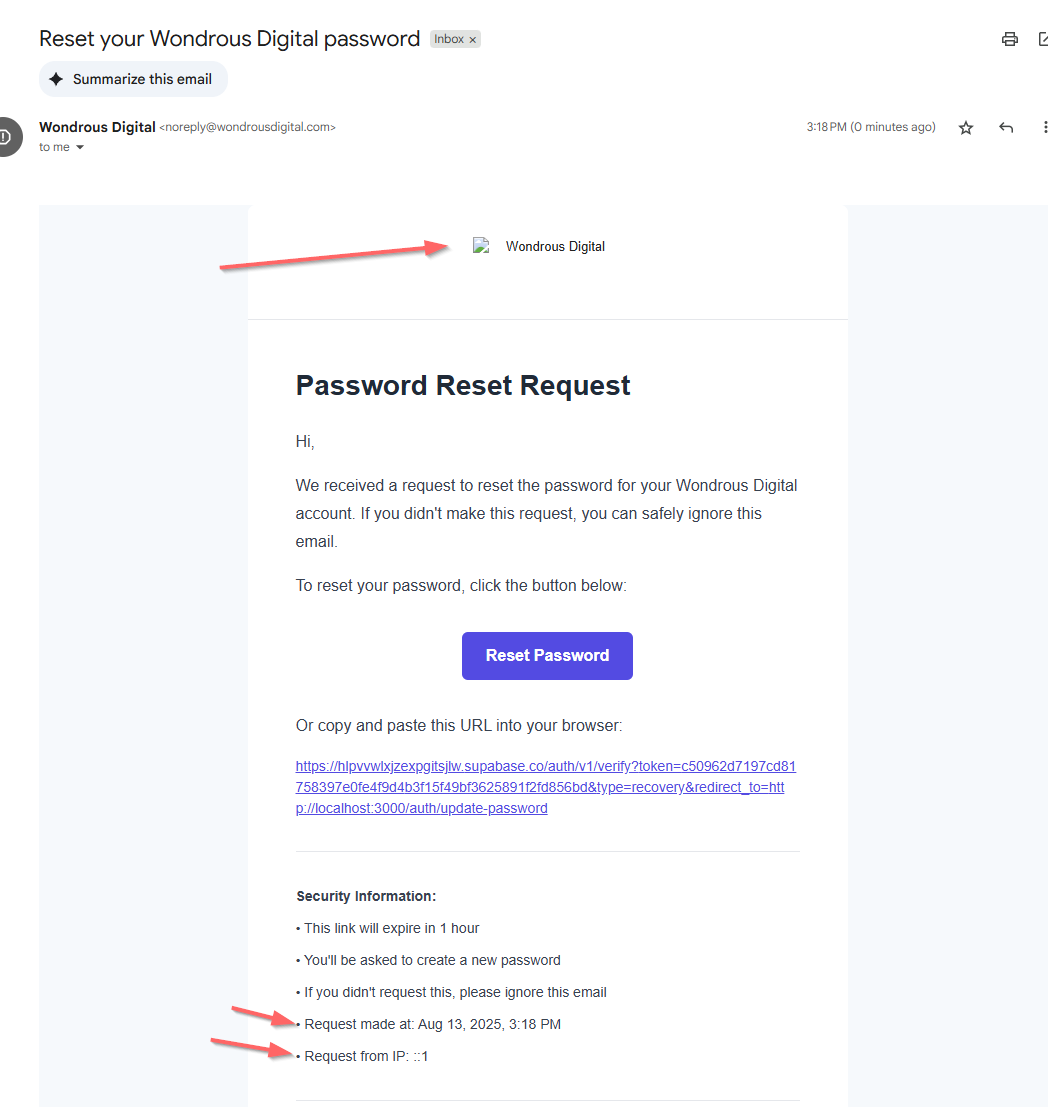 Reset your Wondrous Digital password Inbox ×
Summarize this email
Wondrous Digital <noreply@wondrousdigital.com> 3:18 PM (0 minutes ago)
to me
Wondrous Digital
Password Reset Request
Hi,
We received a request to reset the password for your Wondrous Digital
account. If you didn't make this request, you can safely ignore this
email.
To reset your password, click the button below:
Reset Password
Or copy and paste this URL into your browser:
https://hlpvvwlxjzexpgitsjlw.supabase.co/auth/v1/verify?token=c50962d7197cd81
758397e0fe4f9d4b3f15f49bf3625891f2fd856bd&type=recovery&redirect_to=htt
p://localhost:3000/auth/update-password
Security Information:
• This link will expire in 1 hour
• You'll be asked to create a new password
• If you didn't request this, please ignore this email
• Request made at: Aug 13, 2025, 3:18 PM
• Request from IP: ::1